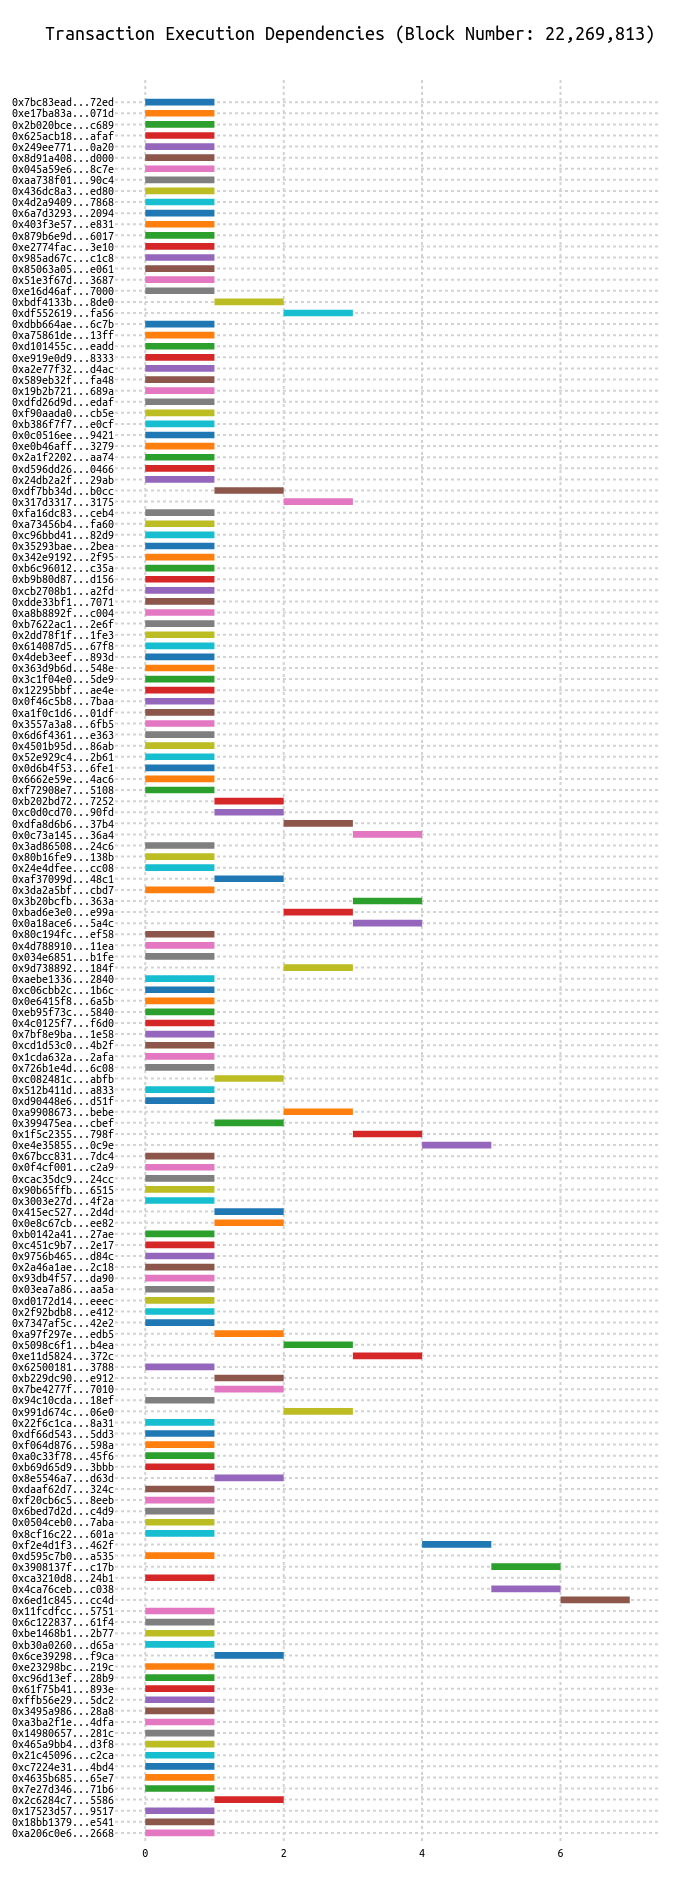 Transaction Execution Dependencies (Block Number: 22,269,813)
0x7bc83ead...72ed
0xe17ba83a...071d
0x2b020bce...c689
0x625acb18...afaf
0x249ee771...0a20
0x8d91a408...d000
0x045a59e6...8c7e
0xaa738f01...90c4
0x436dc8a3...ed80
0x4d2a9409...7868
0x6a7d3293...2094
0x403f3e57...e831
0x879b6e9d...6017
0xe2774fac...3e10
0x985ad67c...c1c8
0x85063a05...e061
0x51e3f67d...3687
0xe16d46af...7000
0xbdf4133b...8de0
0xdf552619...fa56
0xdbb664ae...6c7b
0xa75861de...13ff
0xd101455c...eadd
0xe919e0d9...8333
0xa2e77f32...d4ac
0x589eb32f...fa48
0x19b2b721...689a
0xdfd26d9d...edaf
0xf90aada0...cb5e
0xb386f7f7...e0cf
0x0c0516ee...9421
0xe0b46aff...3279
0x2a1f2202...aa74
0xd596dd26...0466
0x24db2a2f...29ab
0xdf7bb34d...b0cc
0x317d3317...3175
0xfa16dc83...ceb4
0xa73456b4...fa60
0xc96bbd41...82d9
0x35293bae...2bea
0x342e9192...2f95
0xb6c96012...c35a
0xb9b80d87...d156
0xcb2708b1...a2fd
0xdde33bf1...7071
0xa8b8892f...c004
0xb7622ac1...2e6f
0x2dd78f1f...1fe3
0x614087d5...67f8
0x4deb3eef...893d
0x363d9b6d...548e
0x3c1f04e0...5de9
0x12295bbf...ae4e
0x0f46c5b8...7baa
0xa1f0c1d6...01df
0x3557a3a8...6fb5
0x6d6f4361...e363
0x4501b95d...86ab
0x52e929c4...2b61
0x0d6b4f53...6fe1
0x6662e59e...4ac6
0xf72908e7...5108
0xb202bd72...7252
0xc0d0cd70...90fd
0xdfa8d6b6...37b4
0x0c73a145...36a4
0x3ad86508...24c6
0x80b16fe9...138b
0x24e4dfee...cc08
0xaf37099d...48c1
0x3da2a5bf...cbd7
0x3b20bcfb...363a
0xbad6e3e0...e99a
0x0a18ace6...5a4c
0x80c194fc...ef58
0x4d788910...11ea
0x034e6851...b1fe
0x9d738892...184f
0xaebe1336...2840
0xc06cbb2c...1b6c
0x0e6415f8...6a5b
0xeb95f73c...5840
0x4c0125f7...f6d0
0x7bf8e9ba...1e58
0xcd1d53c0...4b2f
0x1cda632a...2afa
0x726b1e4d...6c08
0xc082481c...abfb
0x512b411d...a833
0xd90448e6...d51f
0xa9908673...bebe
0x399475ea...cbef
0x1f5c2355...798f
0xe4e35855...0c9e
0x67bcc831...7dc4
0x0f4cf001...c2a9
0xcac35dc9...24cc
0x90b65ffb...6515
0x3003e27d...4f2a
0x415ec527...2d4d
0x0e8c67cb...ee82
0xb0142a41...27ae
0xc451c9b7...2e17
0x9756b465...d84c
0x2a46a1ae...2c18
0x93db4f57...da90
0x03ea7a86...aa5a
0xd0172d14...eeec
0x2f92bdb8...e412
0x7347af5c...42e2
0xa97f297e...edb5
0x5098c6f1...b4ea
0xe11d5824...372c
0x62500181...3788
0xb229dc90...e912
0x7be4277f...7010
0x94c10cda...18ef
0x991d674c...06e0
0x22f6c1ca...8a31
0xdf66d543...5dd3
0xf064d876...598a
0xa0c33f78...45f6
0xb69d65d9...3bbb
0x8e5546a7...d63d
0xdaaf62d7...324c
0xf20cb6c5...8eeb
0x6bed7d2d...c4d9
0x0504ceb0...7aba
0x8cf16c22...601a
0xf2e4d1f3...462f
0xd595c7b0...a535
0x3908137f...c17b
0xca3210d8...24b1
0x4ca76ceb...c038
0x6ed1c845...cc4d
0x11fcdfcc...5751
0x6c122837...61f4
0xbe1468b1...2b77
0xb30a0260...d65a
0x6ce39298...f9ca
0xe23298bc...219c
0xc96d13ef...28b9
0x61f75b41...893e
0xffb56e29...5dc2
0x3495a986...28a8
0xa3ba2f1e...4dfa
0x14980657...281c
0x465a9bb4...d3f8
0x21c45096...c2ca
0xc7224e31...4bd4
0x4635b685...65e7
0x7e27d346...71b6
0x2c6284c7...5586
0x17523d57...9517
0x18bb1379...e541
0xa206c0e6...2668
0 2 4 6